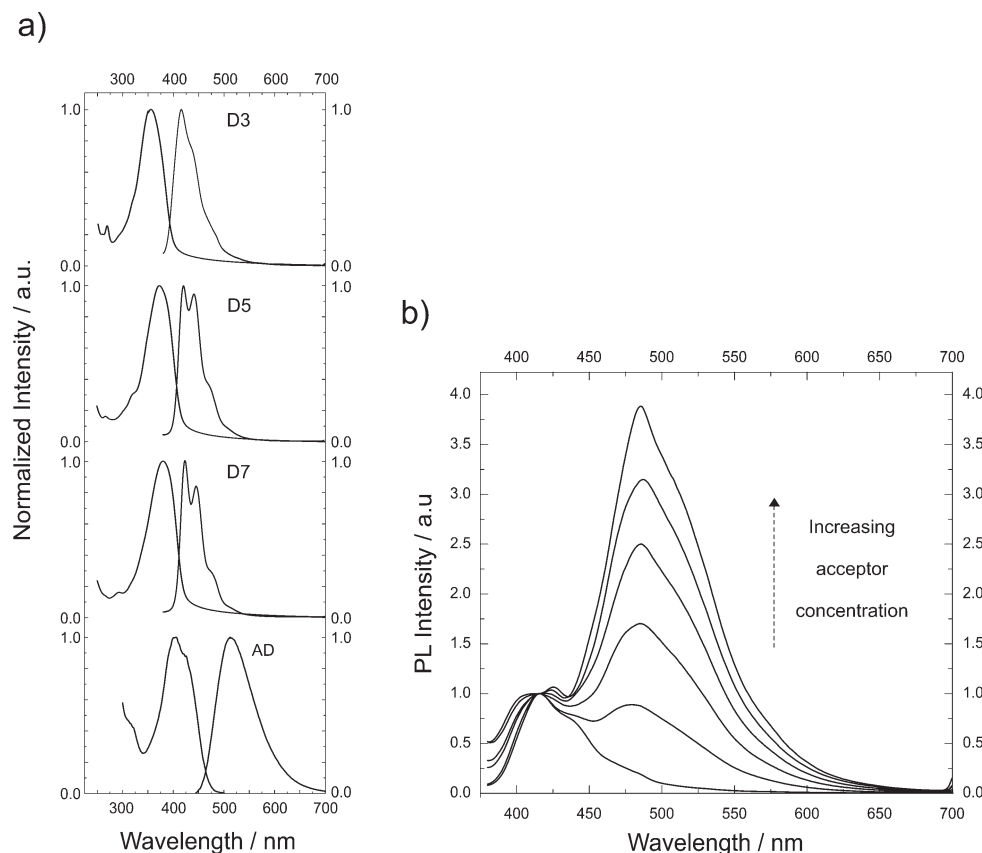 a)
300 400 500 600 700
1.0 D3 1.0
0.0 0.0
1.0 D5 1.0
0.0 0.0
1.0 D7 1.0
0.0 0.0
1.0 AD 1.0
0.0 0.0
300 400 500 600 700
Normalized Intensity / a.u.
Wavelength / nm
b)
400 450 500 550 600 650 700
4.0 4.0
3.5 3.5
3.0 3.0
2.5 2.5
2.0 2.0
1.5 1.5
1.0 1.0
0.5 0.5
0.0 0.0
400 450 500 550 600 650 700
PL Intensity / a.u
Increasing
acceptor
concentration
Wavelength / nm